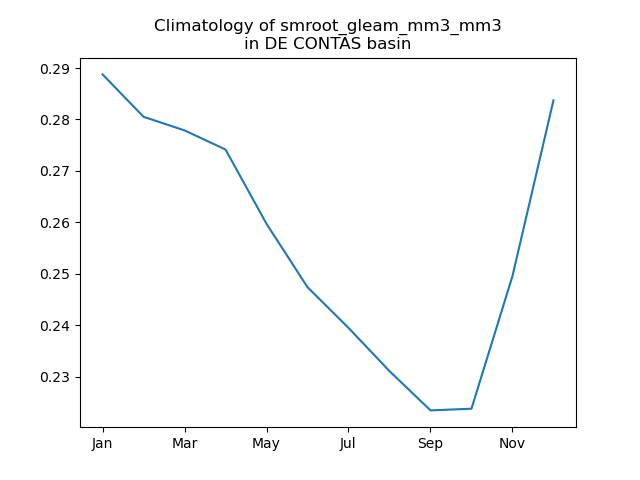 Climatology of smroot_gleam_mm3_mm3
in DE CONTAS basin
0.29
0.28
0.27
0.26
0.25
0.24
0.23
Jan Mar May Jul Sep Nov